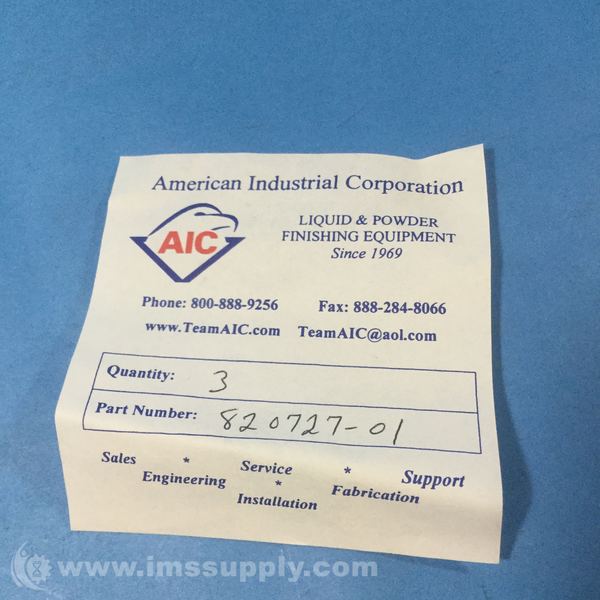 American Industrial Corporation
AIC
LIQUID & POWDER
FINISHING EQUIPMENT
Since 1969
Phone: 800-888-9256 Fax: 888-284-8066
www.TeamAIC.com TeamAIC@aol.com
Quantity: 3
Part Number: 820727-01
Sales * Service * Support
Engineering * Fabrication
Installation
www.imssupply.com